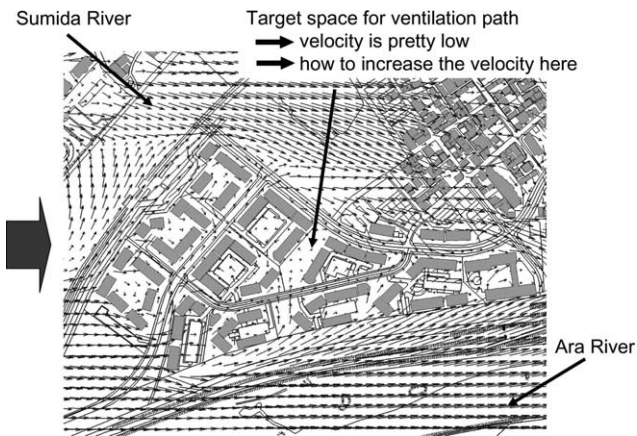 Sumida River
Target space for ventilation path
velocity is pretty low
how to increase the velocity here
Ara River